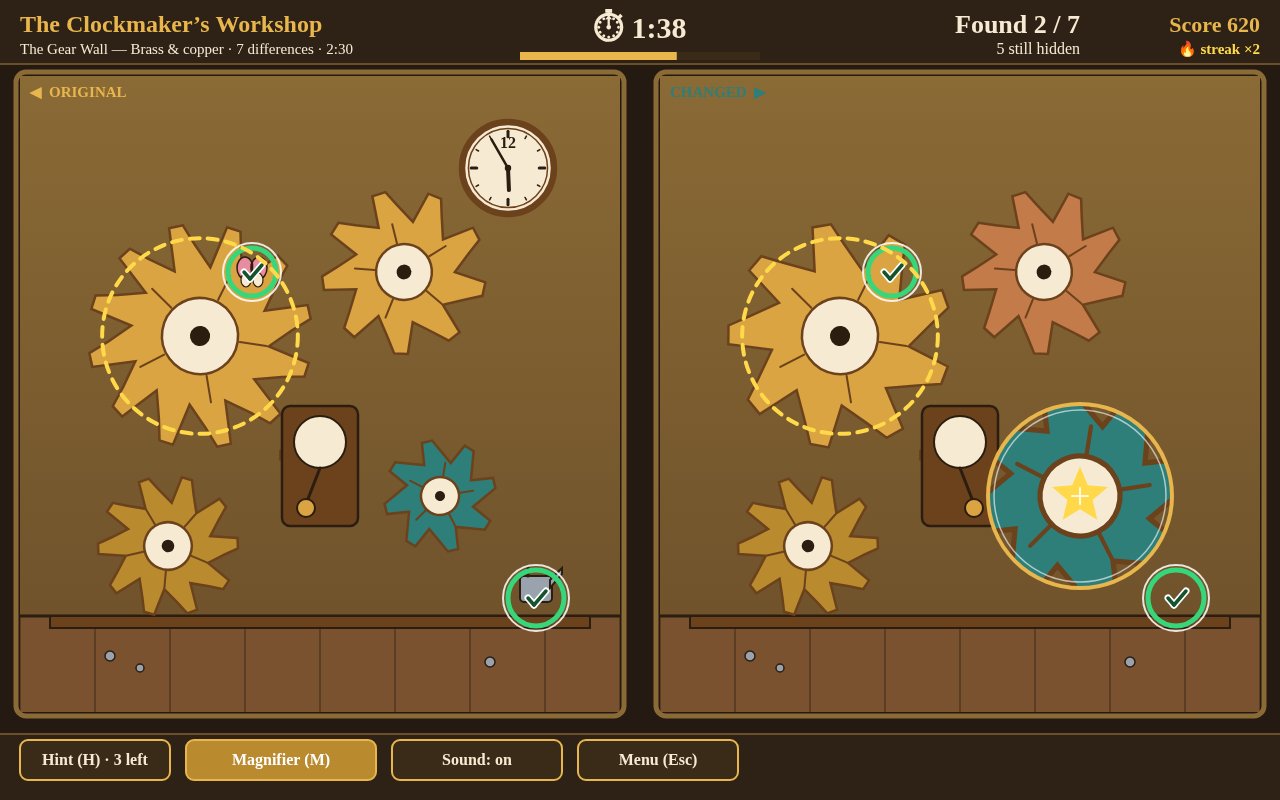 The Clockmaker’s Workshop
The Gear Wall — Brass & copper · 7 differences · 2:30
1:38
Found 2 / 7
5 still hidden
Score 620
🔥 streak ×2
◀ ORIGINAL
CHANGED ▶
12
Hint (H) · 3 left
Magnifier (M)
Sound: on
Menu (Esc)